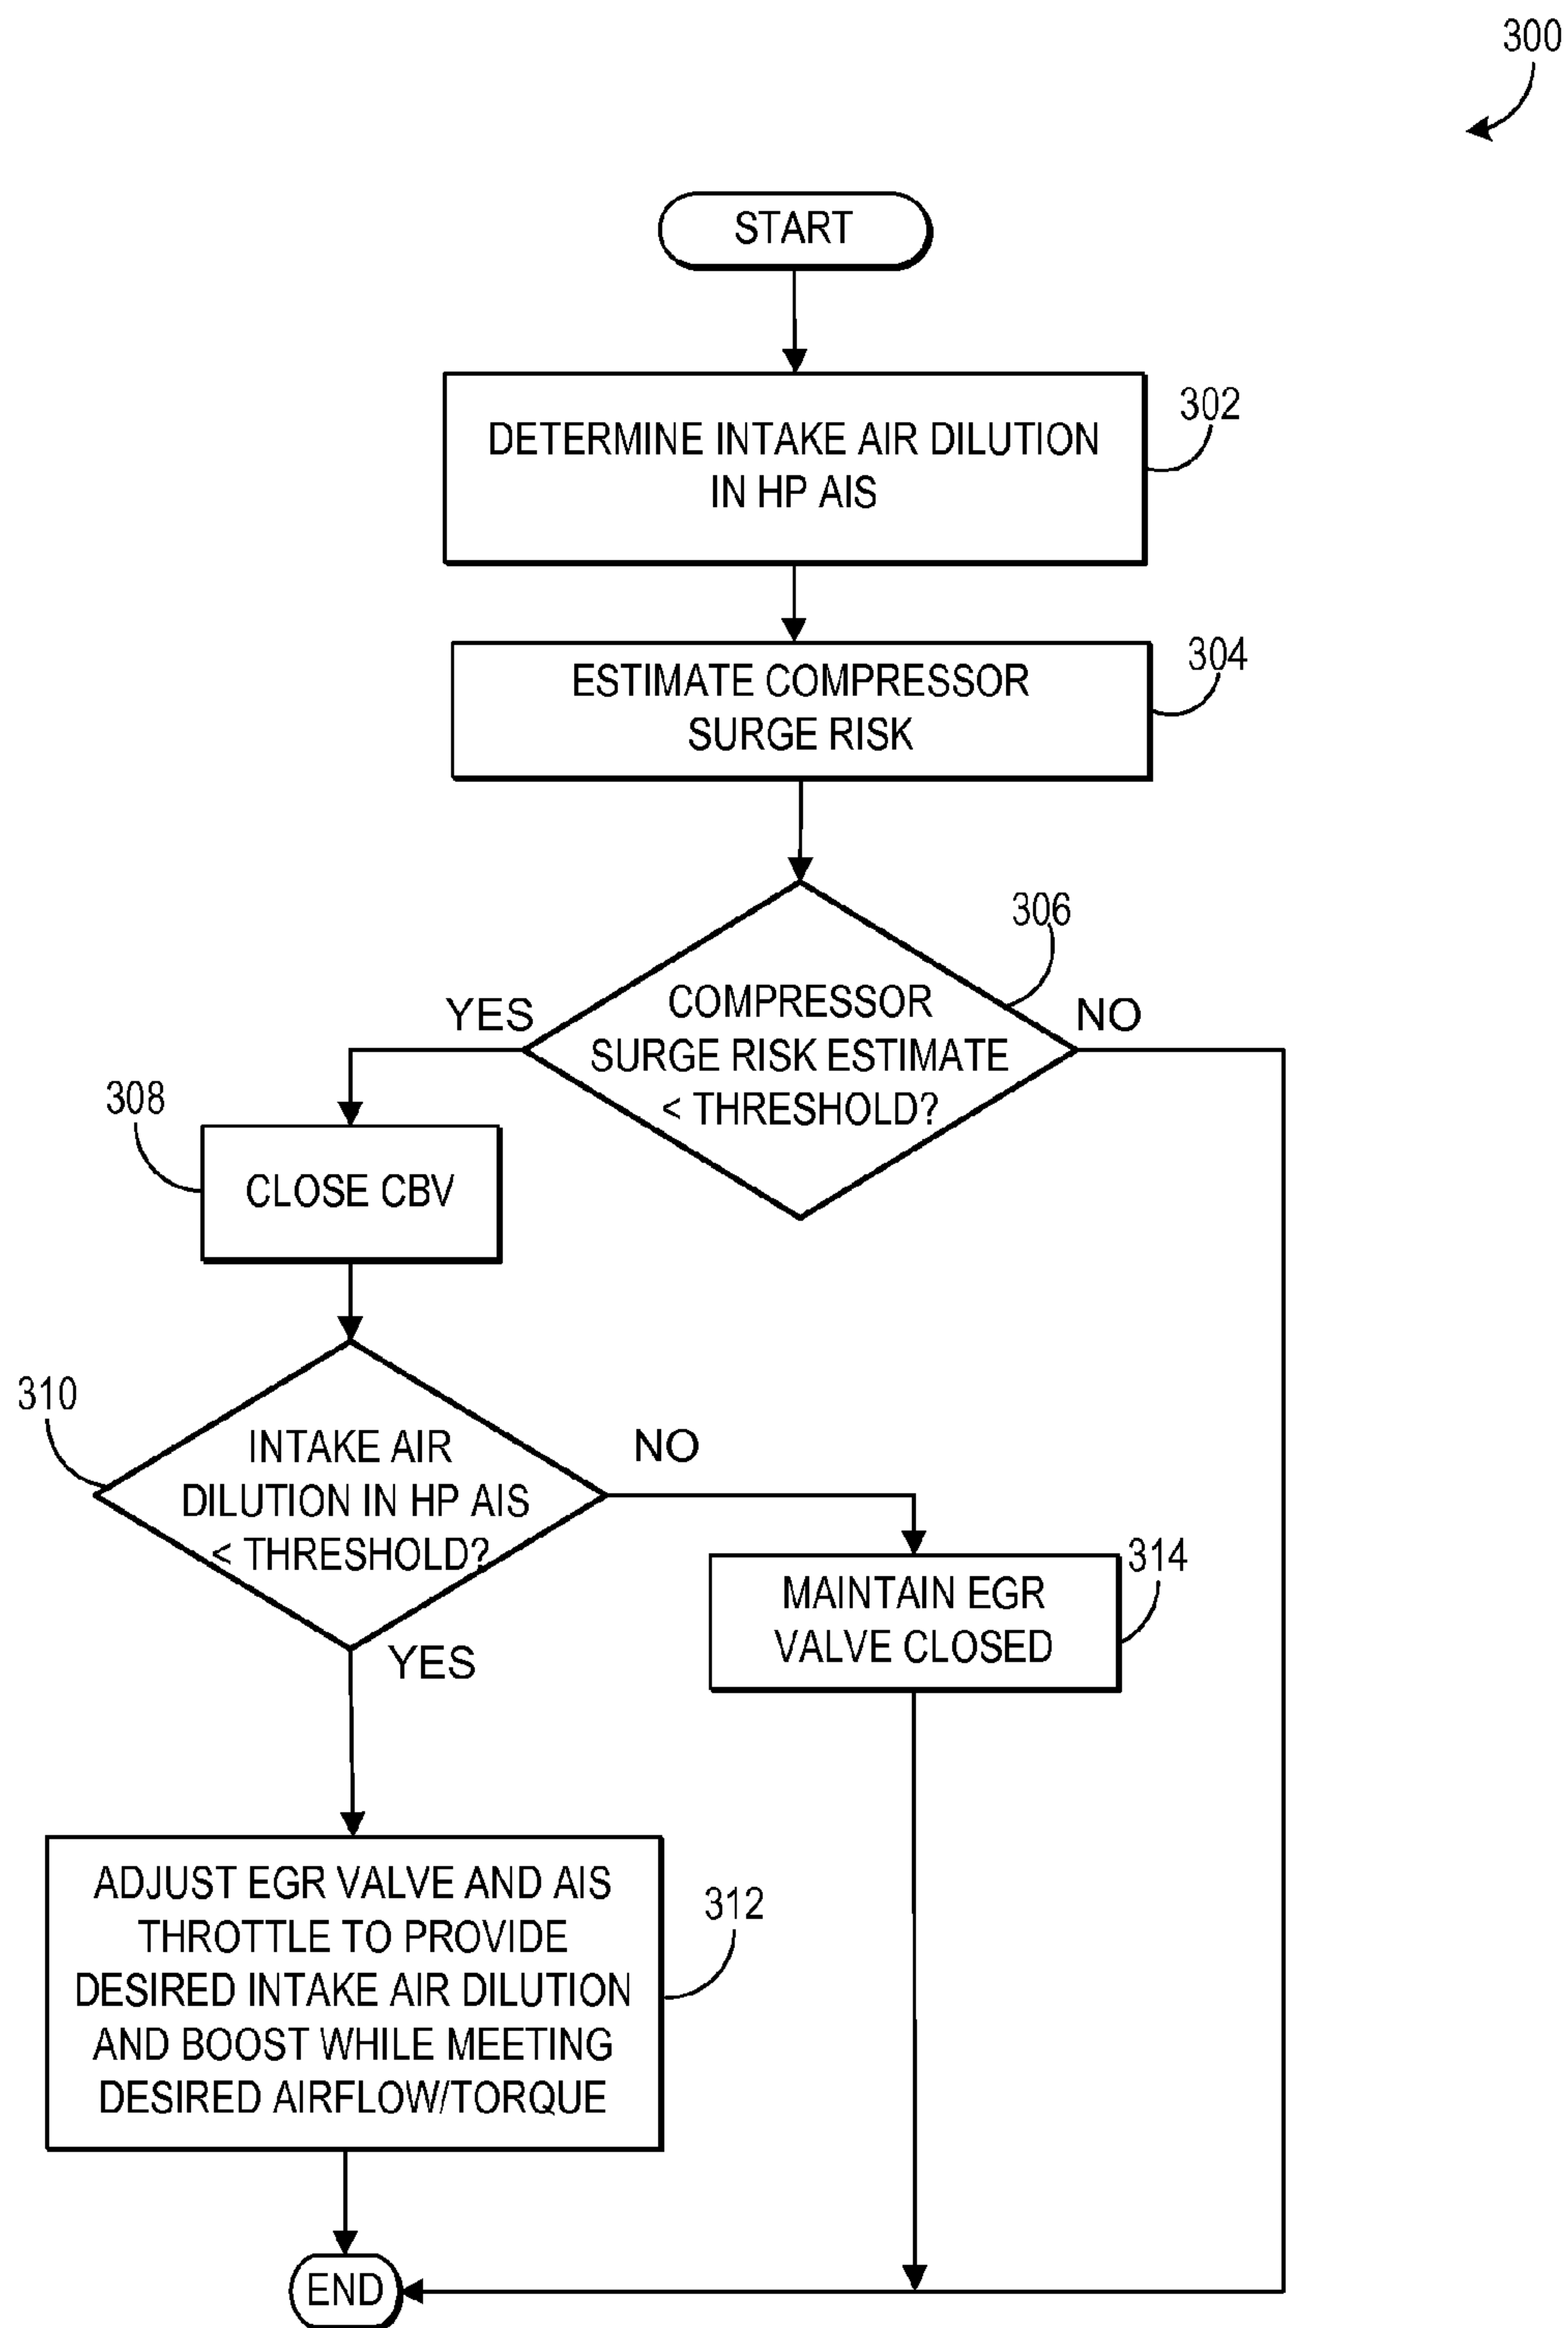 300
START
302
DETERMINE INTAKE AIR DILUTION
IN HP AIS
304
ESTIMATE COMPRESSOR
SURGE RISK
306
YES
NO
COMPRESSOR
SURGE RISK ESTIMATE
< THRESHOLD?
308
CLOSE CBV
310
INTAKE AIR
DILUTION IN HP AIS
< THRESHOLD?
NO
YES
314
MAINTAIN EGR
VALVE CLOSED
312
ADJUST EGR VALVE AND AIS
THROTTLE TO PROVIDE
DESIRED INTAKE AIR DILUTION
AND BOOST WHILE MEETING
DESIRED AIRFLOW/TORQUE
END